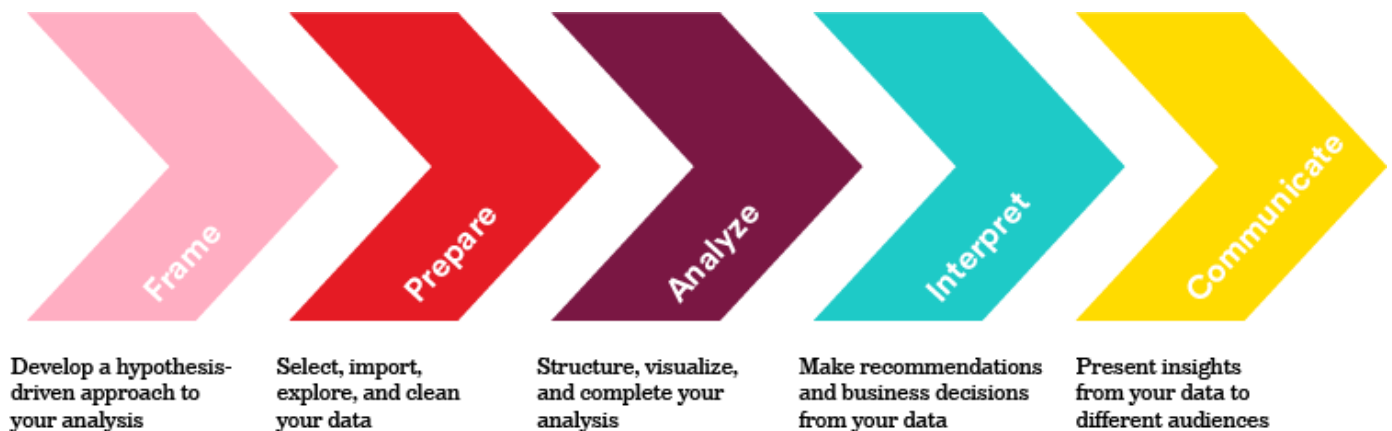 Frame
Prepare
Analyze
Interpret
Communicate
Develop a hypothesis-
driven approach to
your analysis
Select, import,
explore, and clean
your data
Structure, visualize,
and complete your
analysis
Make recommendations
and business decisions
from your data
Present insights
from your data to
different audiences